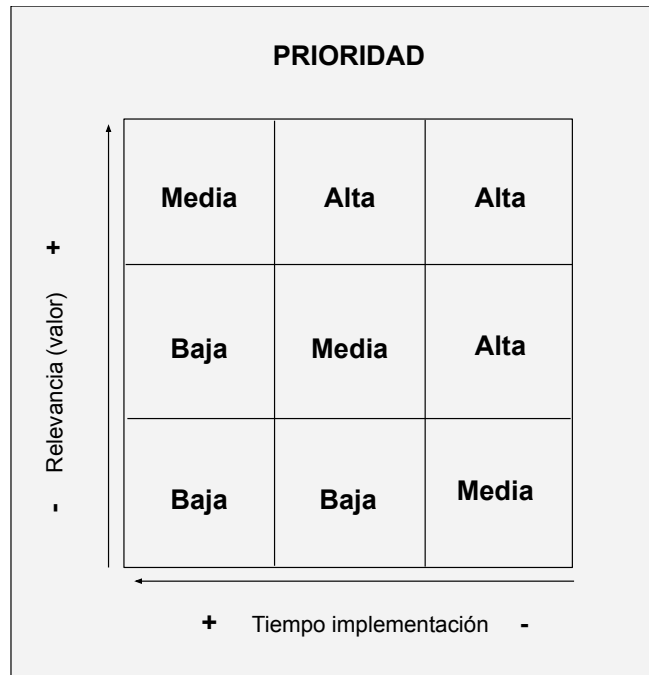 PRIORIDAD
Media Alta Alta
+
Baja Media Alta
Relevancia (valor)
Baja Baja Media
-
+ Tiempo implementación -